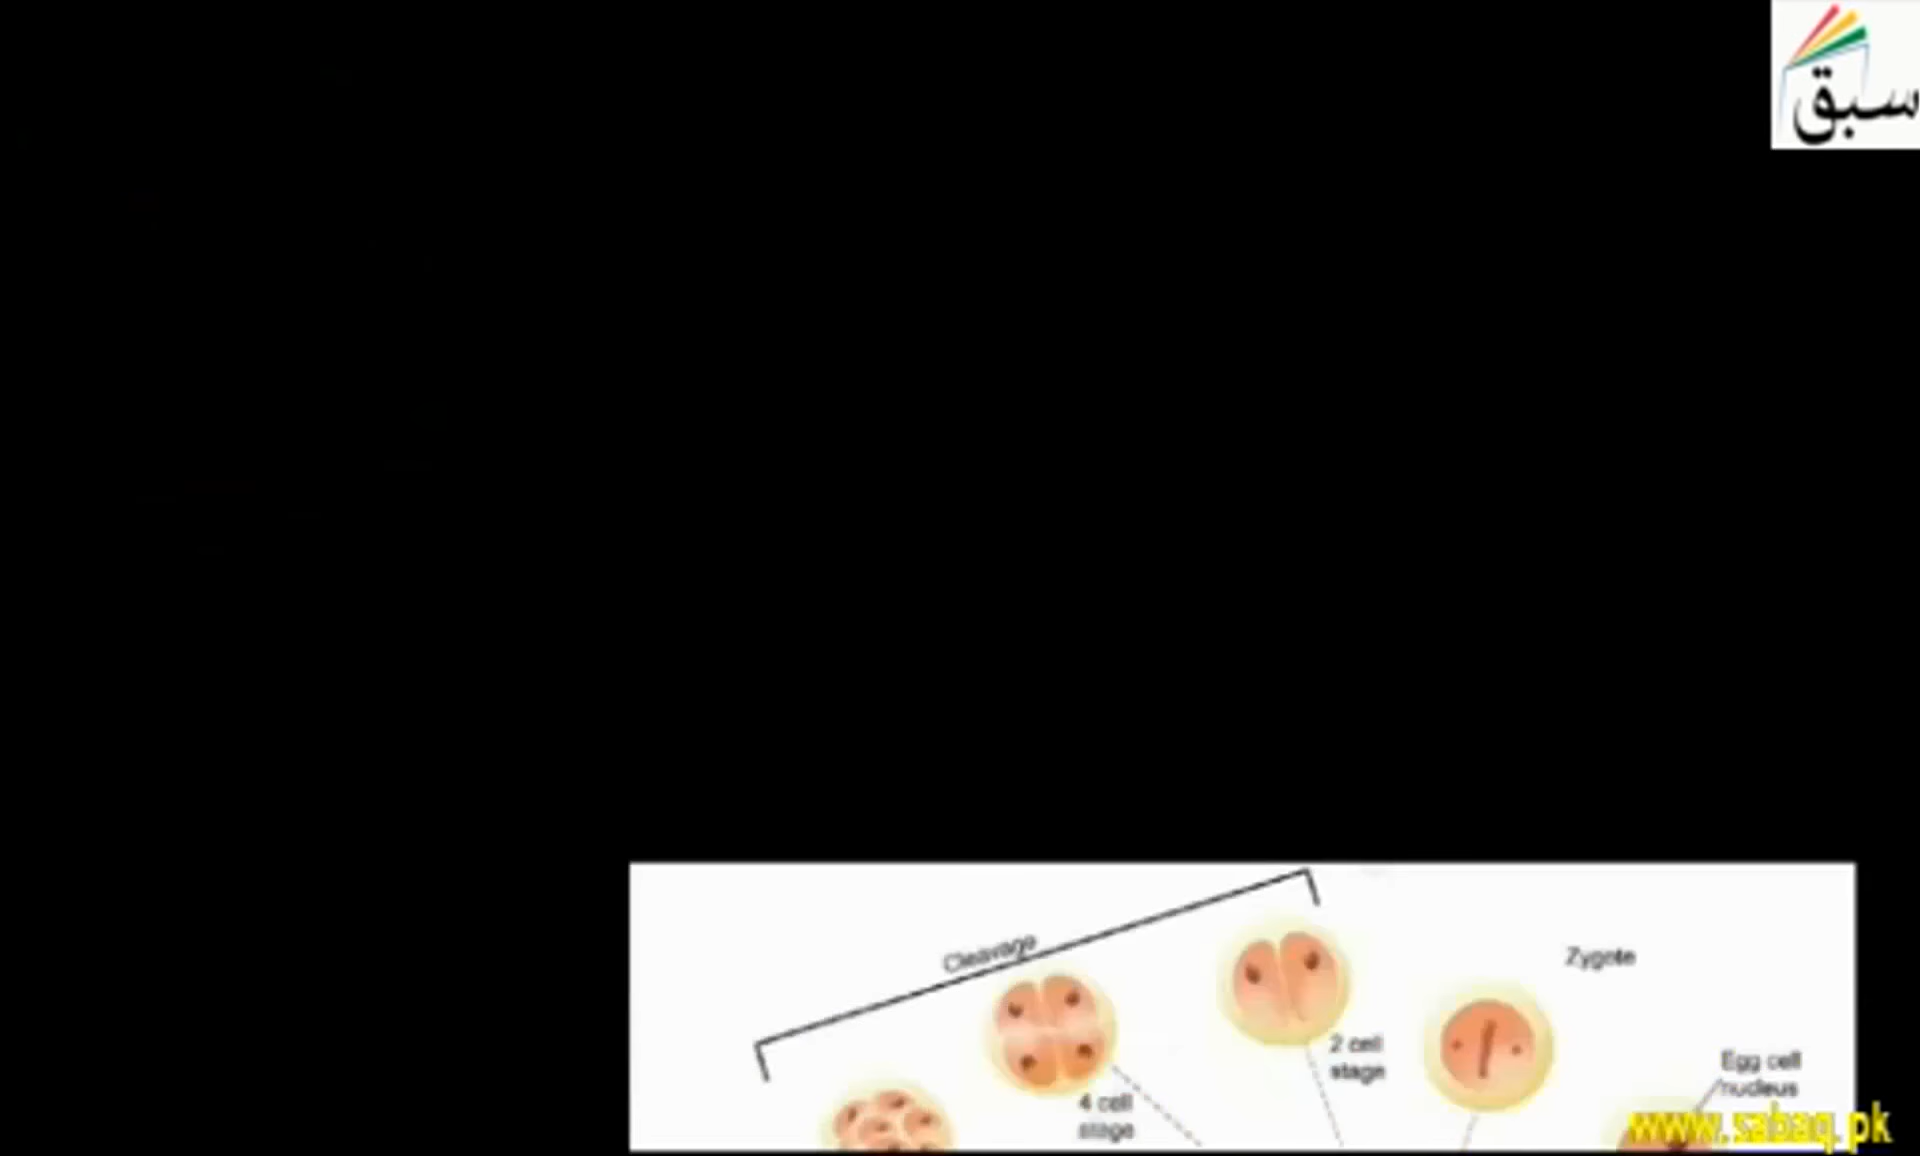 سبق
Cleavage
Zygote
2 cell
stage
Egg cell
nucleus
4 cell
stage
www.sabaq.pk